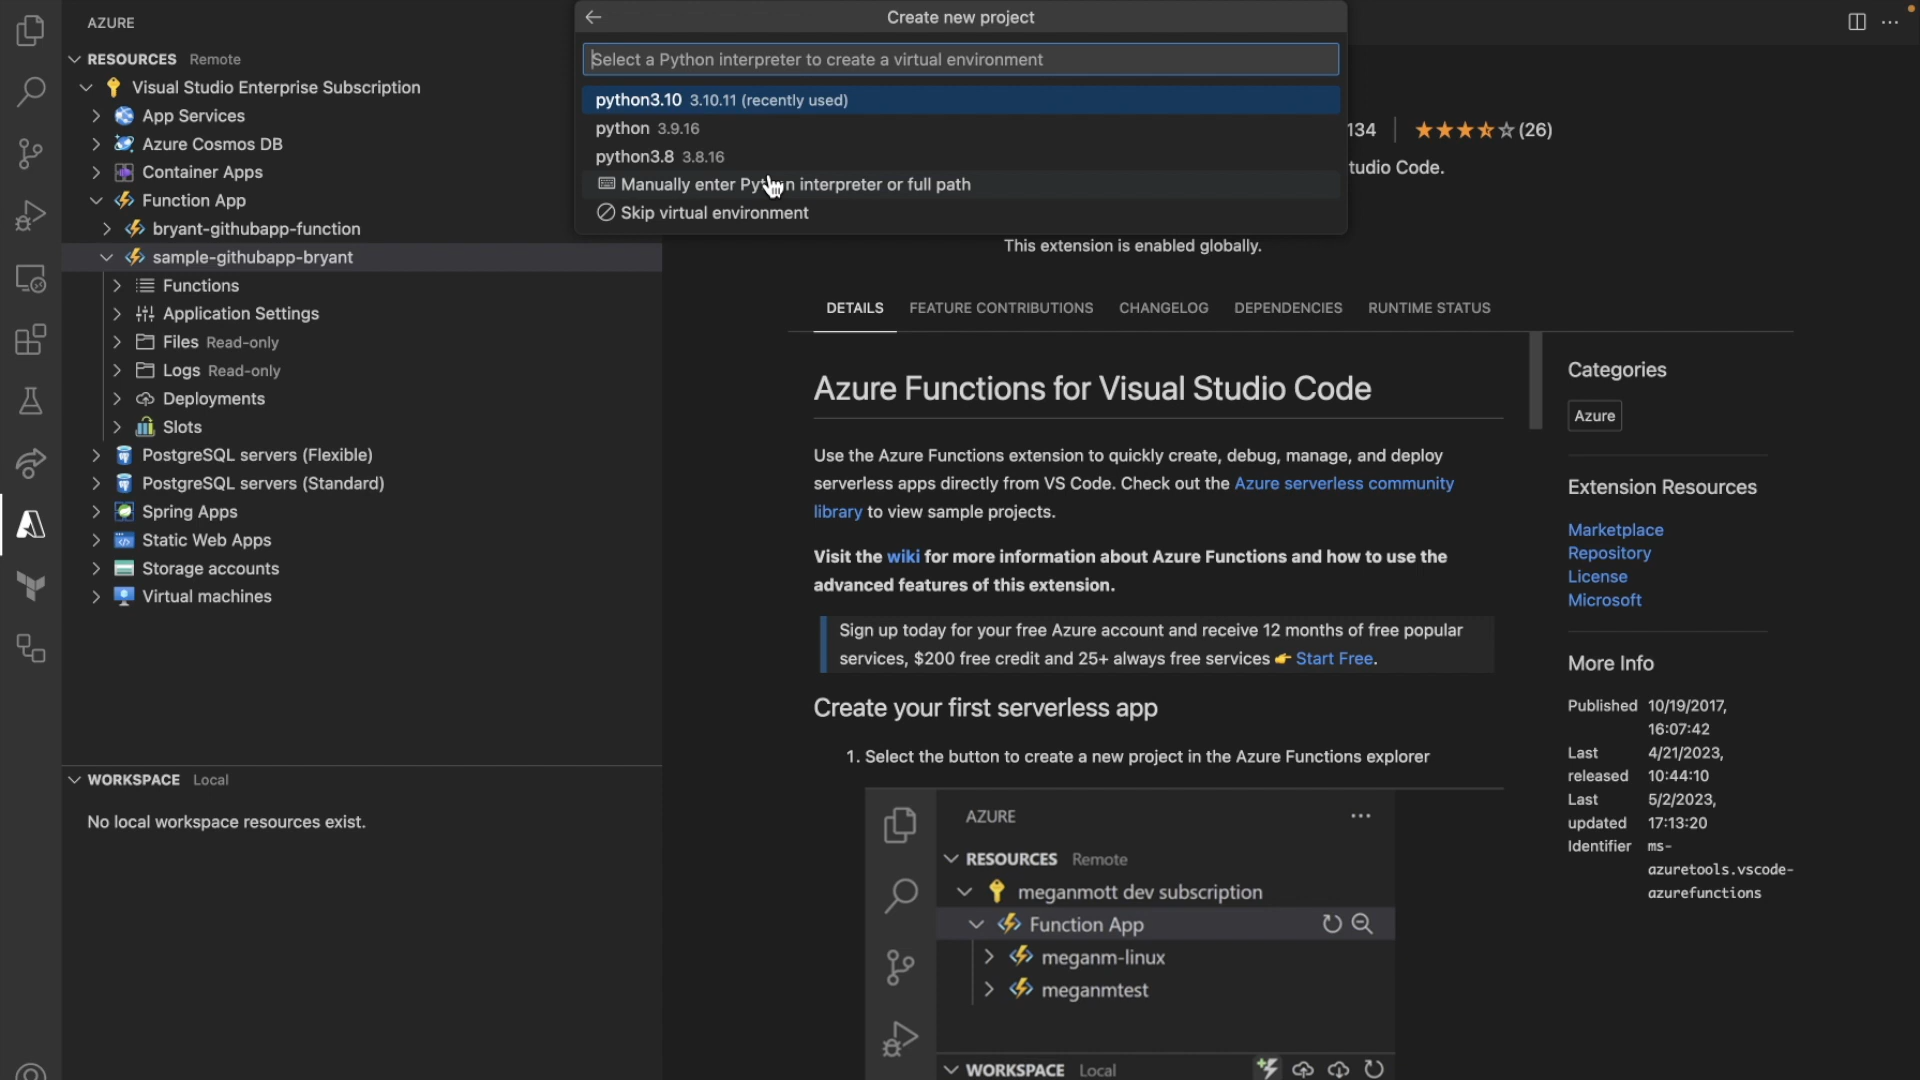 AZURE
RESOURCES Remote
Visual Studio Enterprise Subscription
App Services
Azure Cosmos DB
Container Apps
Function App
bryant-githubapp-function
sample-githubapp-bryant
Functions
Application Settings
Files Read-only
Logs Read-only
Deployments
Slots
PostgreSQL servers (Flexible)
PostgreSQL servers (Standard)
Spring Apps
Static Web Apps
Storage accounts
Virtual machines
WORKSPACE Local
No local workspace resources exist.
Create new project
Select a Python interpreter to create a virtual environment
python3.10 3.10.11 (recently used)
python 3.9.16
python3.8 3.8.16
Manually enter Python interpreter or full path
Skip virtual environment
134 (26)
tudio Code.
This extension is enabled globally.
DETAILS FEATURE CONTRIBUTIONS CHANGELOG DEPENDENCIES RUNTIME STATUS
Azure Functions for Visual Studio Code
Use the Azure Functions extension to quickly create, debug, manage, and deploy
serverless apps directly from VS Code. Check out the Azure serverless community
library to view sample projects.
Visit the wiki for more information about Azure Functions and how to use the
advanced features of this extension.
Sign up today for your free Azure account and receive 12 months of free popular
services, $200 free credit and 25+ always free services 👉 Start Free.
Create your first serverless app
1. Select the button to create a new project in the Azure Functions explorer
AZURE
RESOURCES Remote
meganmott dev subscription
Function App
meganm-linux
meganmtest
WORKSPACE Local
Categories
Azure
Extension Resources
Marketplace
Repository
License
Microsoft
More Info
Published 10/19/2017,
16:07:42
Last 4/21/2023,
released 10:44:10
Last 5/2/2023,
updated 17:13:20
Identifier ms-
azuretools.vscode-
azurefunctions